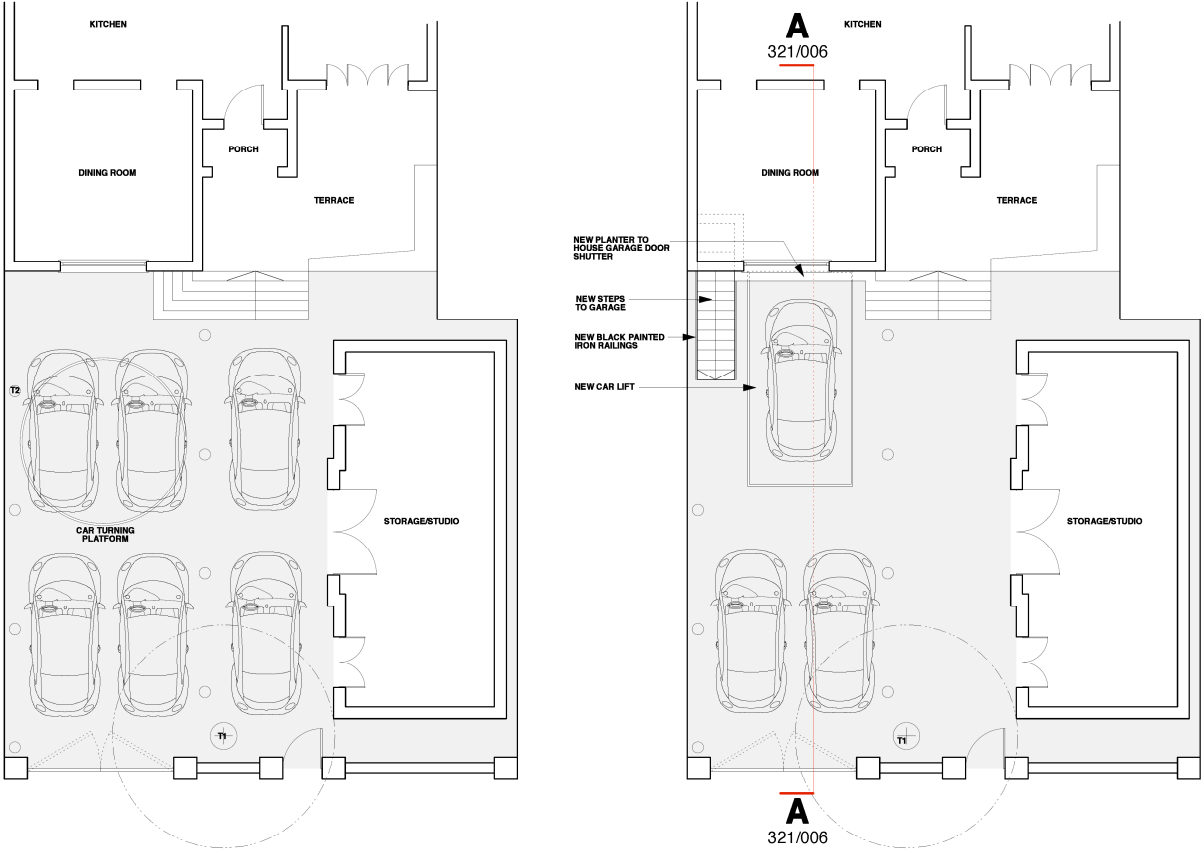 KITCHEN
PORCH
DINING ROOM
TERRACE
T2
CAR TURNING
PLATFORM
STORAGE/STUDIO
T1
A
321/006
KITCHEN
PORCH
DINING ROOM
TERRACE
NEW PLANTER TO
HOUSE GARAGE DOOR
SHUTTER
NEW STEPS
TO GARAGE
NEW BLACK PAINTED
IRON RAILINGS
NEW CAR LIFT
STORAGE/STUDIO
T1
A
321/006